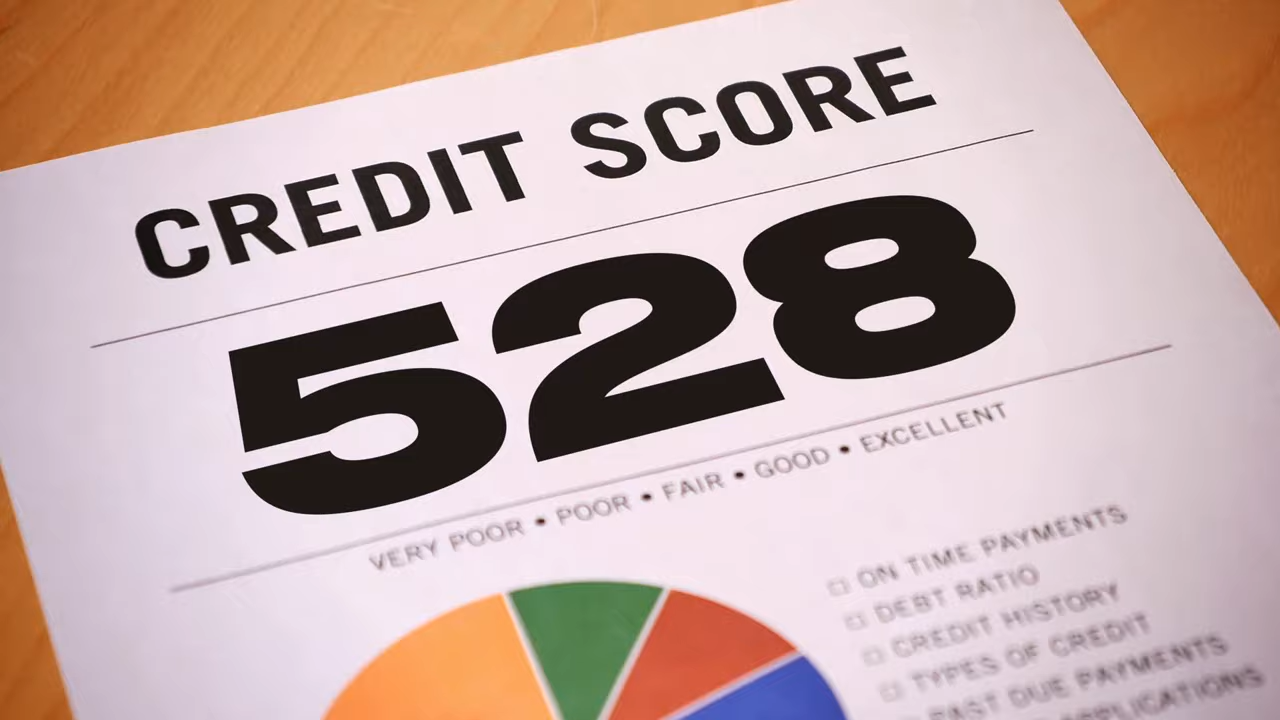 CREDIT SCORE
528
VERY POOR • POOR • FAIR • GOOD • EXCELLENT
ON TIME PAYMENTS
DEBT RATIO
CREDIT HISTORY
TYPES OF CREDIT
PAST DUE PAYMENTS